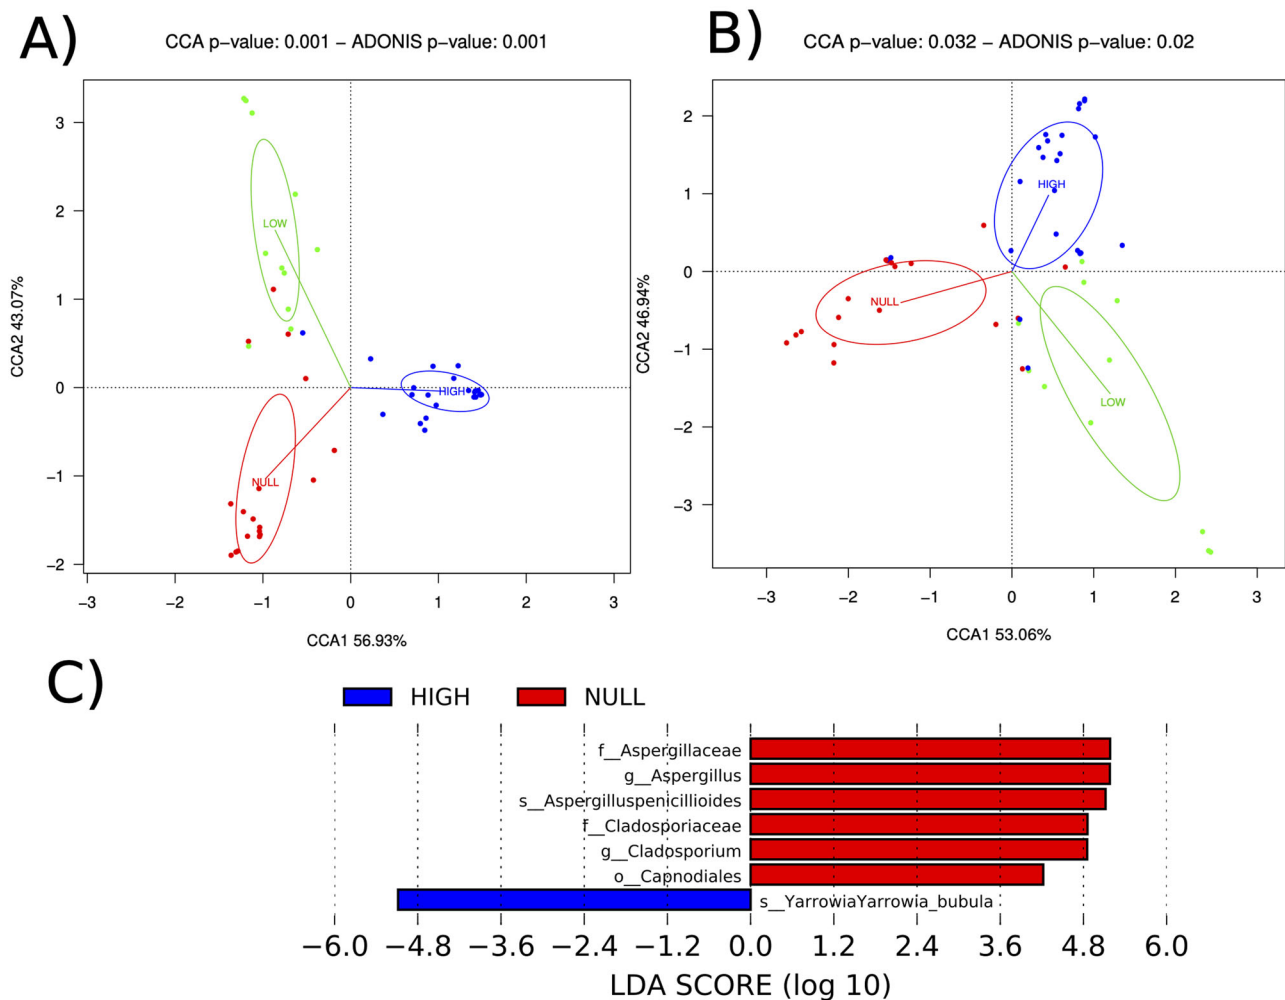 A)
CCA p−value: 0.001 − ADONIS p−value: 0.001
CCA2 43.07%
3
2
1
0
−1
−2
LOW
HIGH
NULL
−3 −2 −1 0 1 2 3
CCA1 56.93%
B)
CCA p−value: 0.032 − ADONIS p−value: 0.02
CCA2 46.94%
2
1
0
−1
−2
−3
HIGH
NULL
LOW
−3 −2 −1 0 1 2 3
CCA1 53.06%
C)
HIGH NULL
f__Aspergillaceae
g__Aspergillus
s__Aspergilluspenicillioides
f__Cladosporiaceae
g__Cladosporium
o__Capnodiales
s__YarrowiaYarrowia_bubula
−6.0 −4.8 −3.6 −2.4 −1.2 0.0 1.2 2.4 3.6 4.8 6.0
LDA SCORE (log 10)